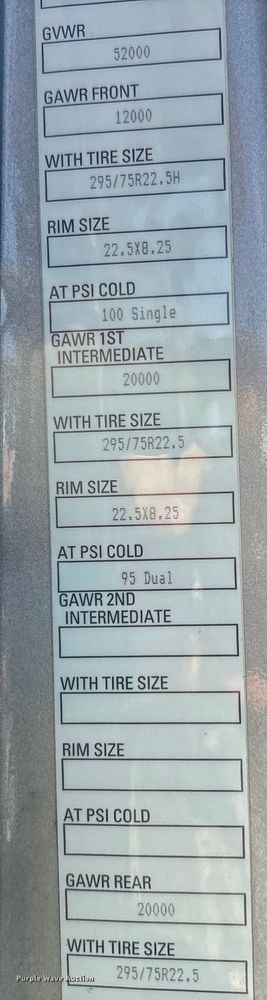 GVWR
52000
GAWR FRONT
12000
WITH TIRE SIZE
295/75R22.5H
RIM SIZE
22.5X8.25
AT PSI COLD
100 Single
GAWR 1ST
INTERMEDIATE
20000
WITH TIRE SIZE
295/75R22.5
RIM SIZE
22.5X8.25
AT PSI COLD
95 Dual
GAWR 2ND
INTERMEDIATE
WITH TIRE SIZE
RIM SIZE
AT PSI COLD
GAWR REAR
20000
WITH TIRE SIZE
295/75R22.5
Purple Wave Auction